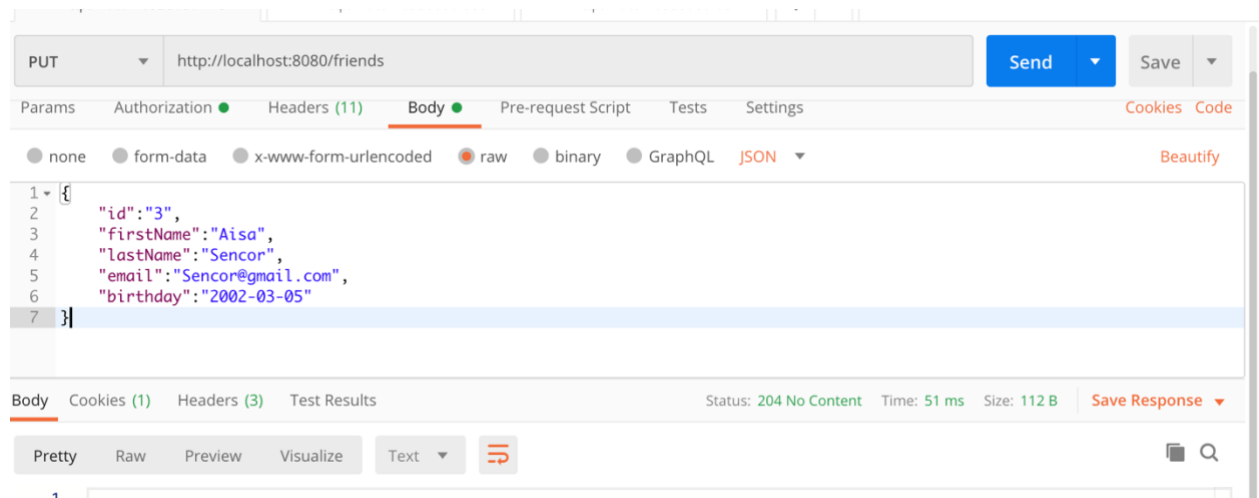 PUT http://localhost:8080/friends Send Save
Params Authorization Headers (11) Body Pre-request Script Tests Settings Cookies Code
none form-data x-www-form-urlencoded raw binary GraphQL JSON Beautify
1 {
2 "id":"3",
3 "firstName":"Aisa",
4 "lastName":"Sencor",
5 "email":"Sencor@gmail.com",
6 "birthday":"2002-03-05"
7 }
Body Cookies (1) Headers (3) Test Results Status: 204 No Content Time: 51 ms Size: 112 B Save Response
Pretty Raw Preview Visualize Text
1